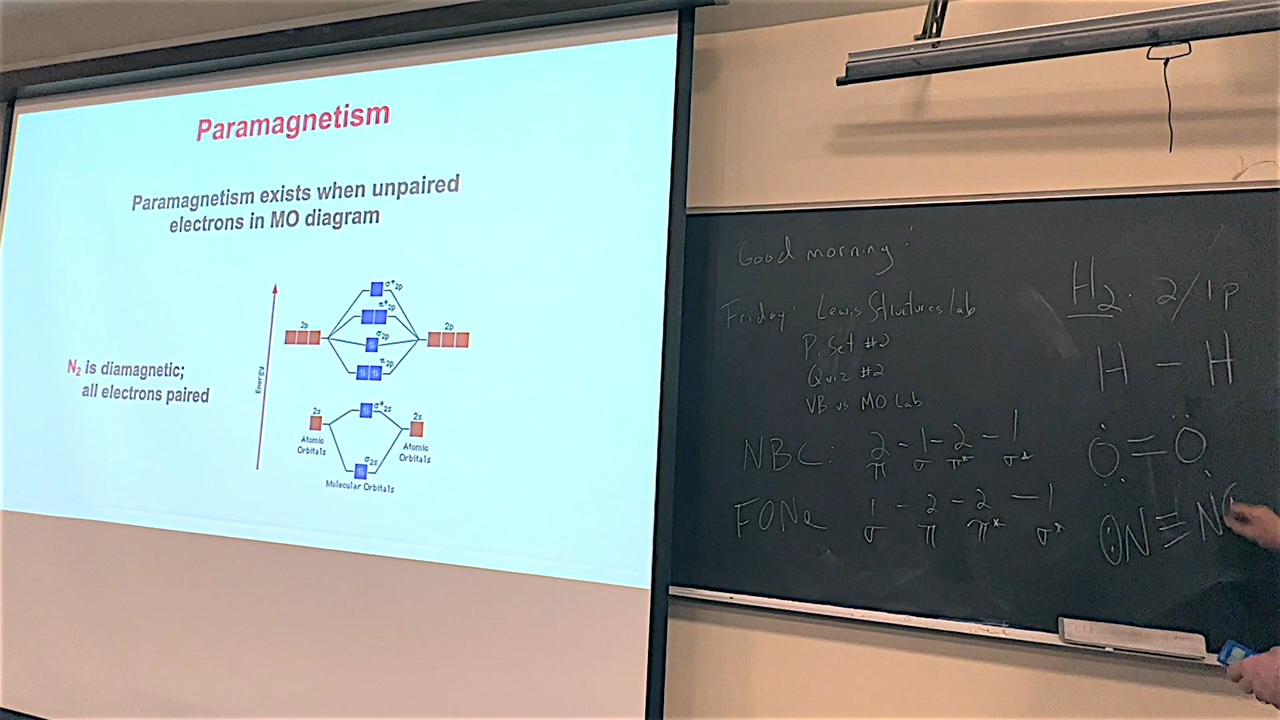 Paramagnetism
Paramagnetism exists when unpaired
electrons in MO diagram
N₂ is diamagnetic;
all electrons paired
Energy
σ*2p
π*2p
2p
2p
σ2p
π2p
2s
σ*2s
2s
Atomic
Orbitals
Atomic
Orbitals
σ2s
Molecular Orbitals
Good morning!
Friday: Lewis Structures lab
P. Set #2
Quiz #2
VB vs MO Lab
NBC: 2 - 1 - 2 - 1
π σ π* σ*
FONe 1 - 2 - 2 - 1
σ π π* σ*
H₂: 2/1p
H - H
O = O
N ≡ N